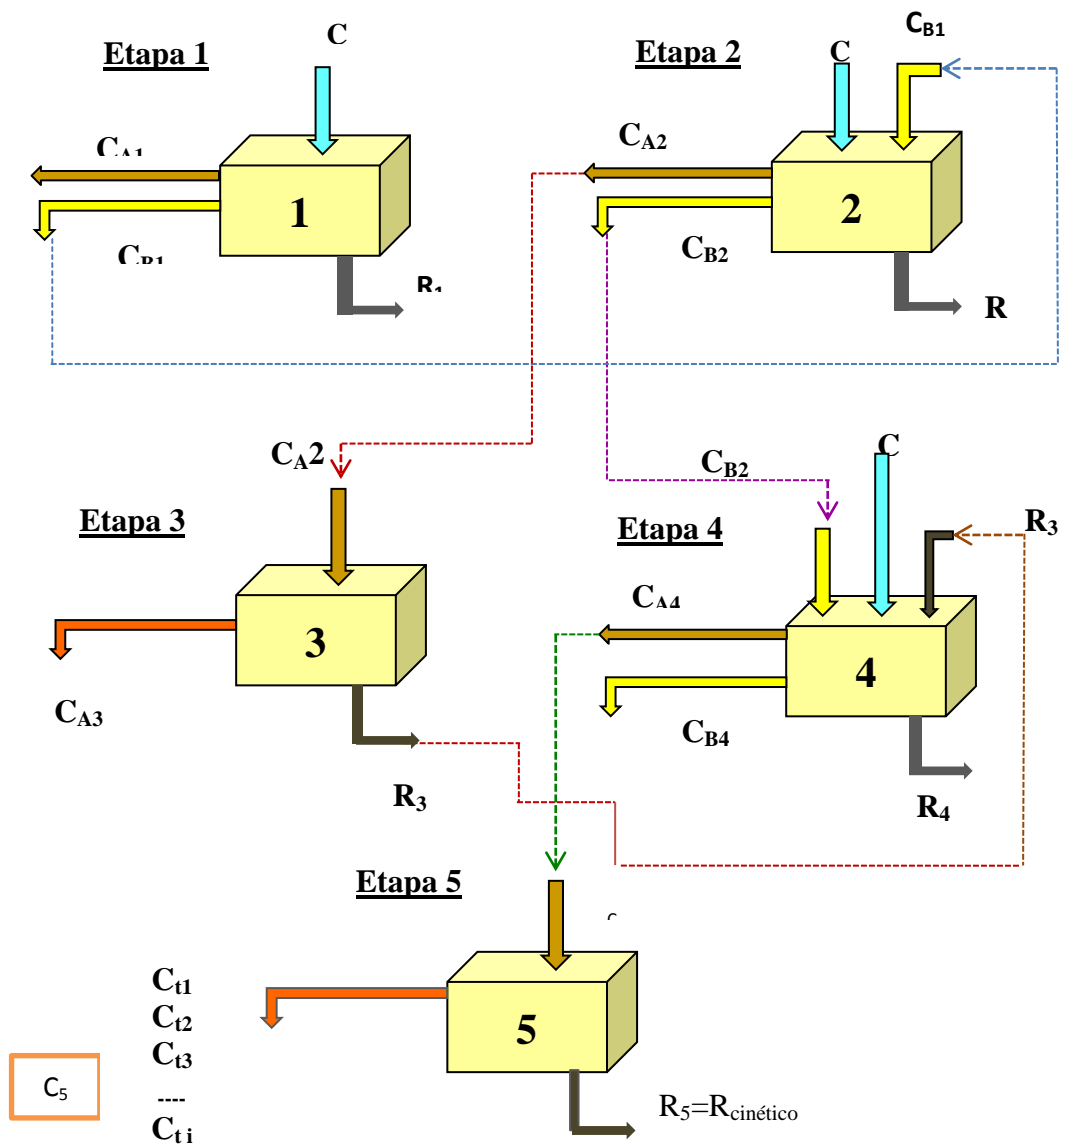 Etapa 1
C
C_A1
1
C_B1
R_1
Etapa 2
C
C_B1
C_A2
2
C_B2
R
C_A2
Etapa 3
3
C_A3
R_3
C_B2
C
R_3
Etapa 4
C_A4
4
C_B4
R_4
Etapa 5
5
C_t1
C_t2
C_t3
----
C_t i
C_5
R_5=R_cinético